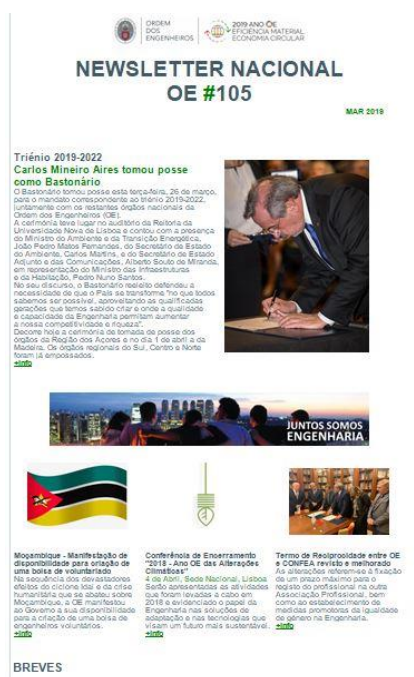 ORDEM
DOS
ENGENHEIROS
2019 ANO OE
EFICIÊNCIA MATERIAL
ECONOMIA CIRCULAR
NEWSLETTER NACIONAL
OE #105
MAR 2019
Triénio 2019-2022
Carlos Mineiro Aires tomou posse
como Bastonário
O Bastonário tomou posse esta terça-feira, 26 de março,
para o mandato correspondente ao triénio 2019-2022,
juntamente com os restantes órgãos nacionais da
Ordem dos Engenheiros (OE).
A cerimónia teve lugar no auditório da Reitoria da
Universidade Nova de Lisboa e contou com a presença
do Ministro do Ambiente e da Transição Energética,
João Pedro Matos Fernandes, do Secretário de Estado
do Ambiente, Carlos Martins, e do Secretário de Estado
Adjunto e das Comunicações, Alberto Souto de Miranda,
em representação do Ministro das Infraestruturas
e da Habitação, Pedro Nuno Santos.
No seu discurso, o Bastonário reeleito defendeu a
necessidade de que o País se transforme "no que todos
sabemos ser possível, aproveitando as qualificadas
gerações que temos sabido criar e onde a qualidade
e capacidade da Engenharia permitam aumentar
a nossa competitividade e riqueza".
Decorre hoje a cerimónia de tomada de posse dos
órgãos da Região dos Açores e no dia 1 de abril a da
Madeira. Os órgãos regionais do Sul, Centro e Norte
foram já empossados.
+Info
JUNTOS SOMOS
ENGENHARIA
Moçambique - Manifestação de
disponibilidade para criação de
uma bolsa de voluntariado
Na sequência dos devastadores
efeitos do ciclone Idai e da crise
humanitária que se abateu sobre
Moçambique, a OE manifestou
ao Governo a sua disponibilidade
para a criação de uma bolsa de
engenheiros voluntários.
+Info
Conferência de Encerramento
"2018 - Ano OE das Alterações
Climáticas"
4 de Abril, Sede Nacional, Lisboa
Serão apresentadas as atividades
que foram levadas a cabo em
2018 e evidenciado o papel da
Engenharia nas soluções de
adaptação e nas tecnologias que
visam um futuro mais sustentável.
+Info
Termo de Reciprocidade entre OE
e CONFEA revisto e melhorado
As alterações referem-se à fixação
de um prazo máximo para o
registo do profissional na outra
Associação Profissional, bem
como ao estabelecimento de
medidas promotoras da igualdade
de género na Engenharia.
+Info
BREVES